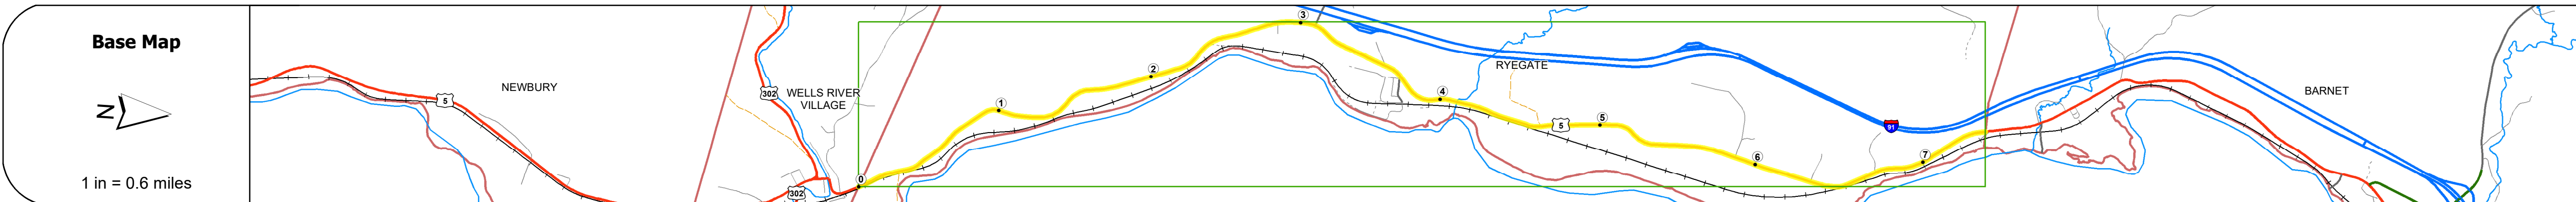 Base Map
N
1 in = 0.6 miles
5
NEWBURY
302
WELLS RIVER
VILLAGE
302
0
1
2
3
4
RYEGATE
5
5
6
91
7
BARNET